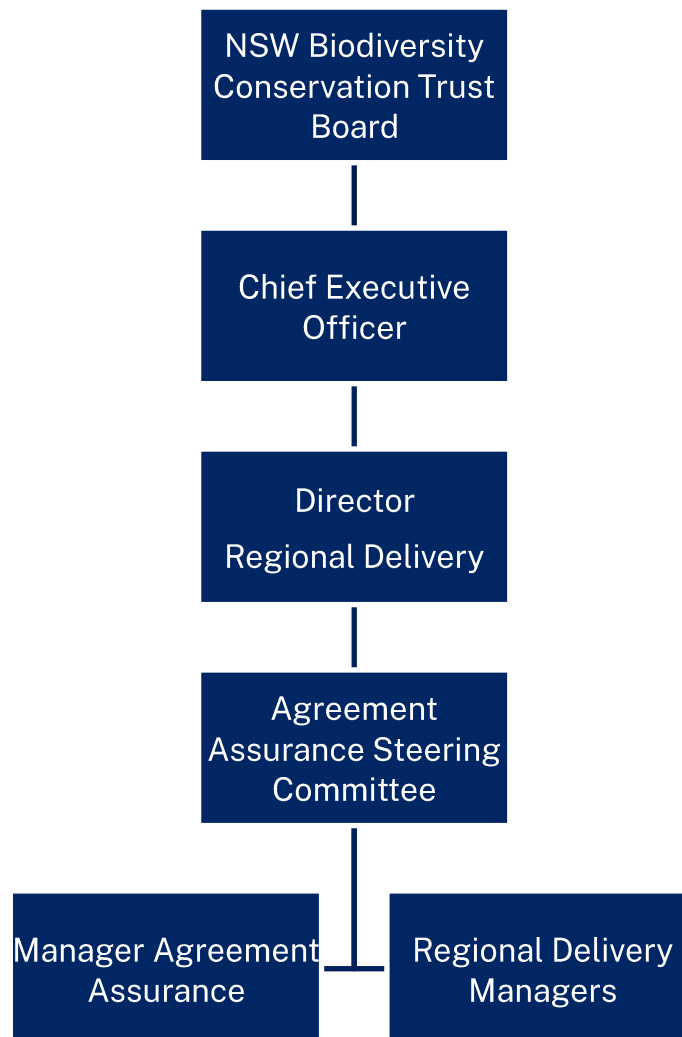 NSW Biodiversity
Conservation Trust
Board
Chief Executive
Officer
Director
Regional Delivery
Agreement
Assurance Steering
Committee
Manager Agreement
Assurance
Regional Delivery
Managers